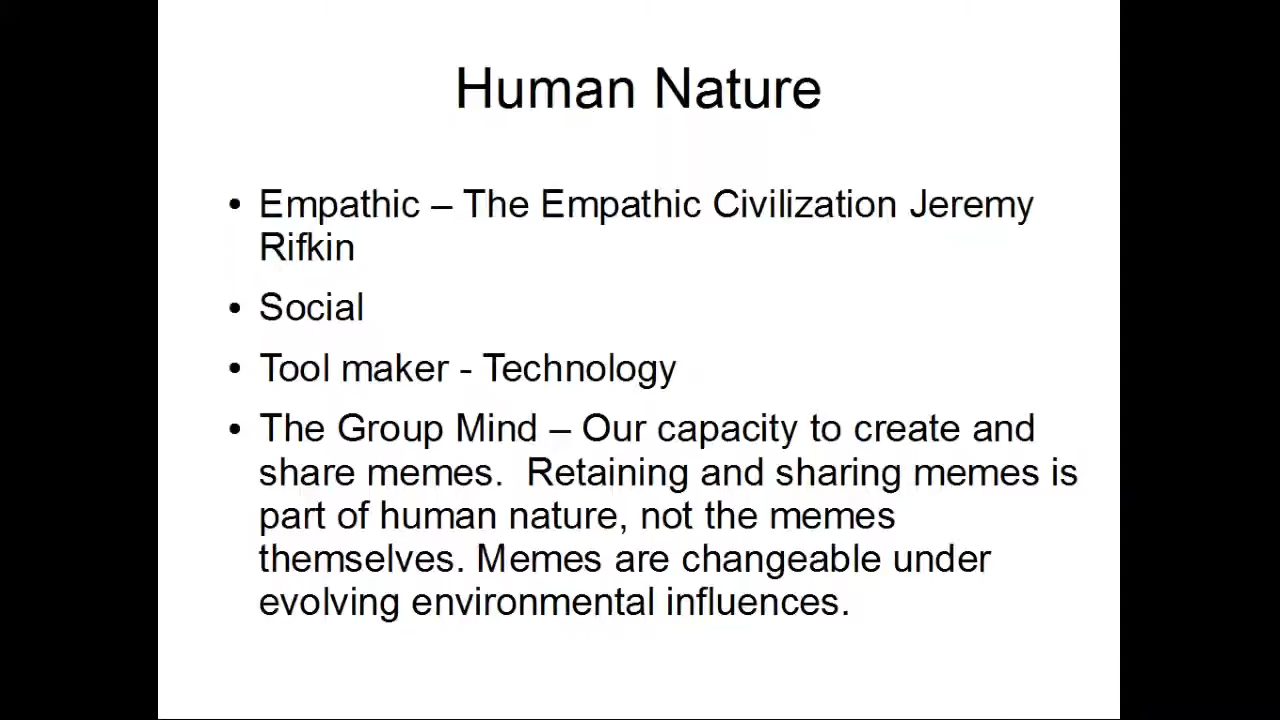 Human Nature
• Empathic – The Empathic Civilization Jeremy
Rifkin
• Social
• Tool maker - Technology
• The Group Mind – Our capacity to create and
share memes.  Retaining and sharing memes is
part of human nature, not the memes
themselves. Memes are changeable under
evolving environmental influences.